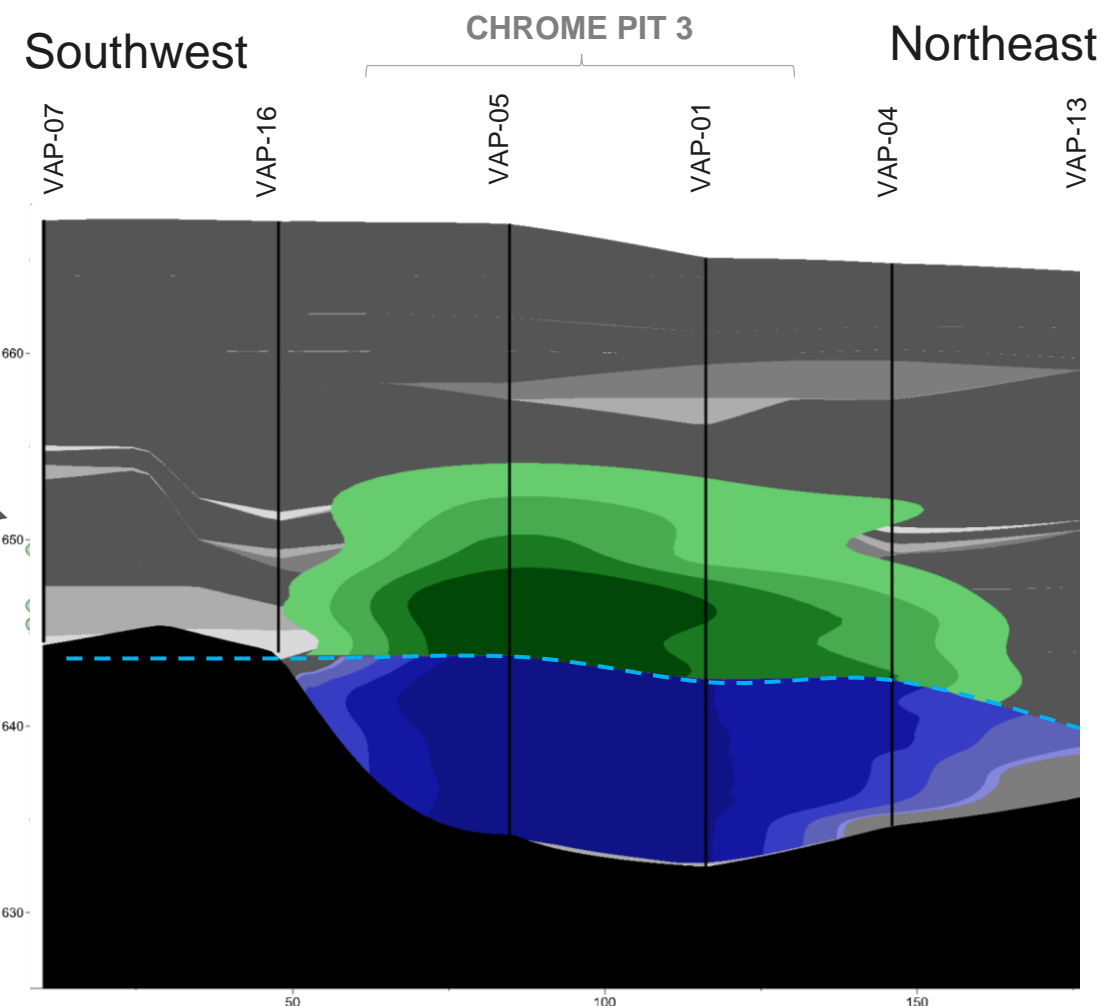 CHROME PIT 3
Southwest
Northeast
VAP-07
VAP-16
VAP-05
VAP-01
VAP-04
VAP-13
660
650
640
630
50
100
150